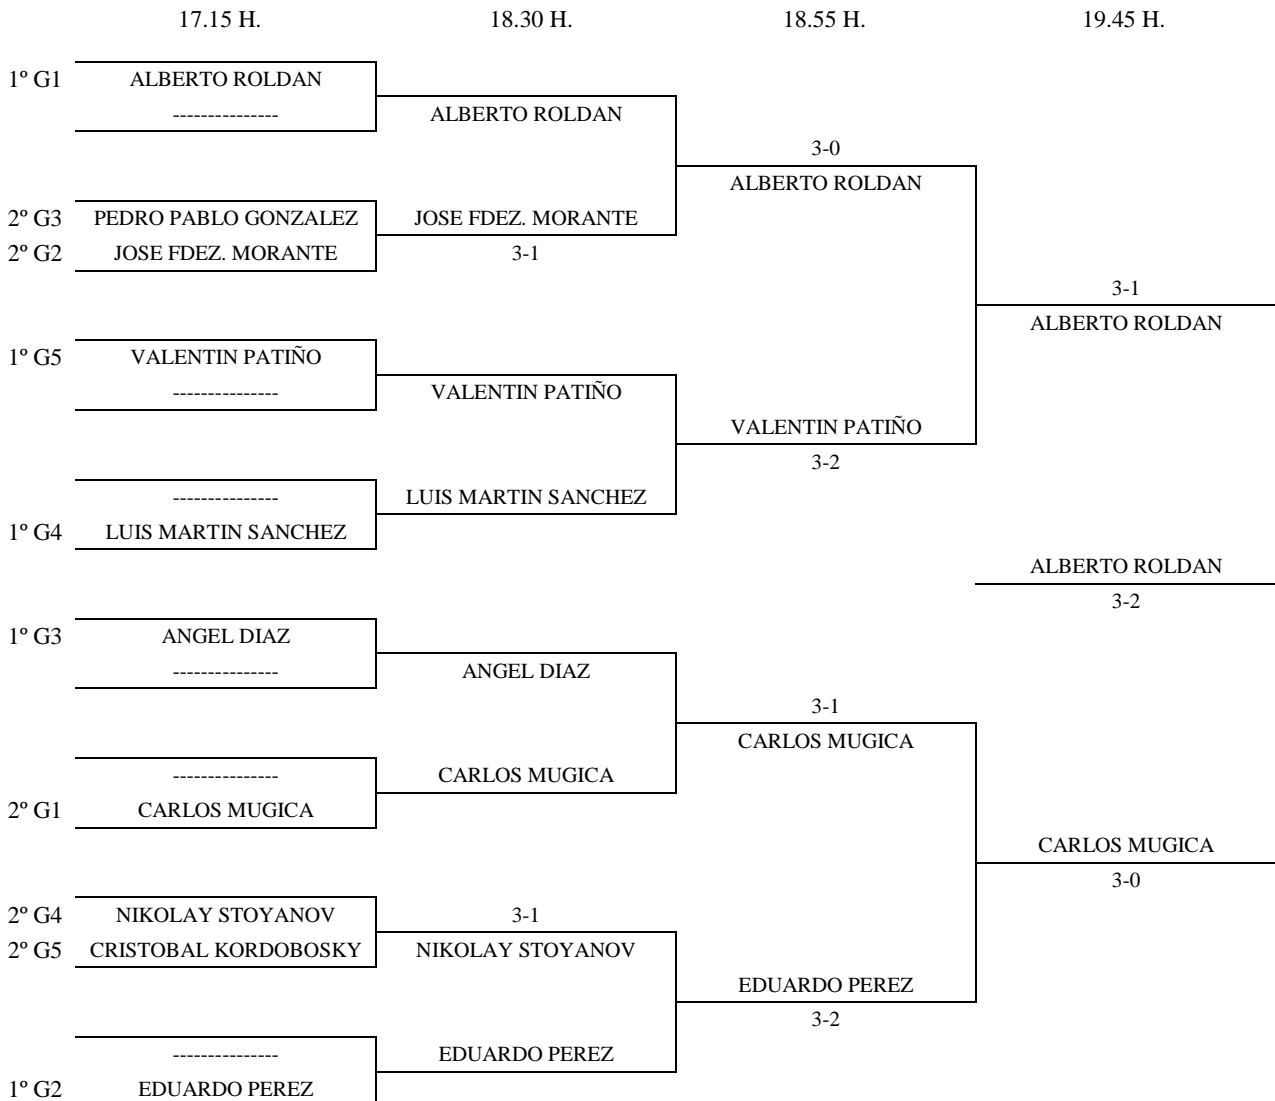 17.15 H. 18.30 H. 18.55 H. 19.45 H.
1º G1 ALBERTO ROLDAN
--------------- ALBERTO ROLDAN
3-0
ALBERTO ROLDAN
2º G3 PEDRO PABLO GONZALEZ JOSE FDEZ. MORANTE
2º G2 JOSE FDEZ. MORANTE 3-1
3-1
ALBERTO ROLDAN
1º G5 VALENTIN PATIÑO
--------------- VALENTIN PATIÑO
VALENTIN PATIÑO
3-2
--------------- LUIS MARTIN SANCHEZ
1º G4 LUIS MARTIN SANCHEZ
ALBERTO ROLDAN
3-2
1º G3 ANGEL DIAZ
--------------- ANGEL DIAZ
3-1
CARLOS MUGICA
--------------- CARLOS MUGICA
2º G1 CARLOS MUGICA
CARLOS MUGICA
3-0
2º G4 NIKOLAY STOYANOV 3-1
2º G5 CRISTOBAL KORDOBOSKY NIKOLAY STOYANOV
EDUARDO PEREZ
3-2
--------------- EDUARDO PEREZ
1º G2 EDUARDO PEREZ